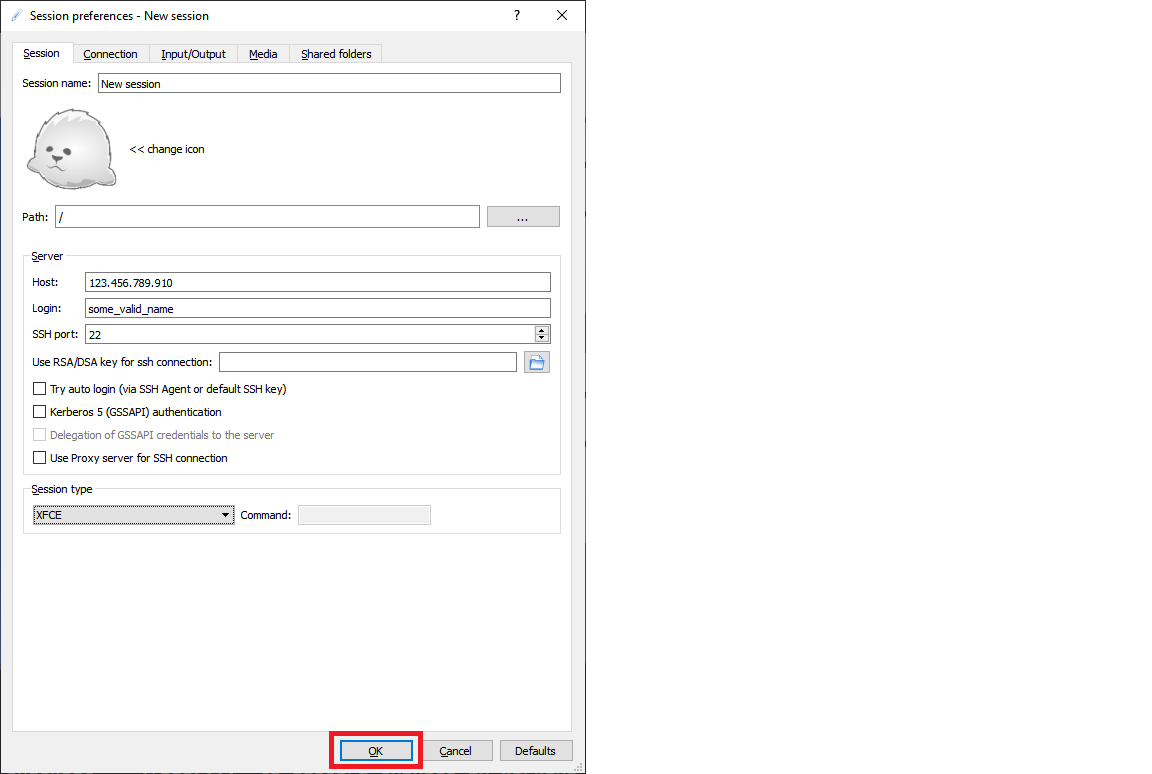 Session preferences - New session ?
Session Connection Input/Output Media Shared folders
Session name: New session
<< change icon
Path: / ...
Server
Host: 123.456.789.910
Login: some_valid_name
SSH port: 22
Use RSA/DSA key for ssh connection:
Try auto login (via SSH Agent or default SSH key)
Kerberos 5 (GSSAPI) authentication
Delegation of GSSAPI credentials to the server
Use Proxy server for SSH connection
Session type
XFCE Command:
OK Cancel Defaults